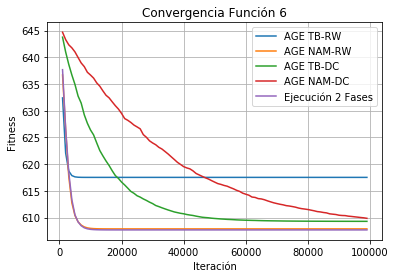 Convergencia Función 6
AGE TB-RW
AGE NAM-RW
AGE TB-DC
AGE NAM-DC
Ejecución 2 Fases
Fitness
645
640
635
630
625
620
615
610
0
20000
40000
60000
80000
100000
Iteración